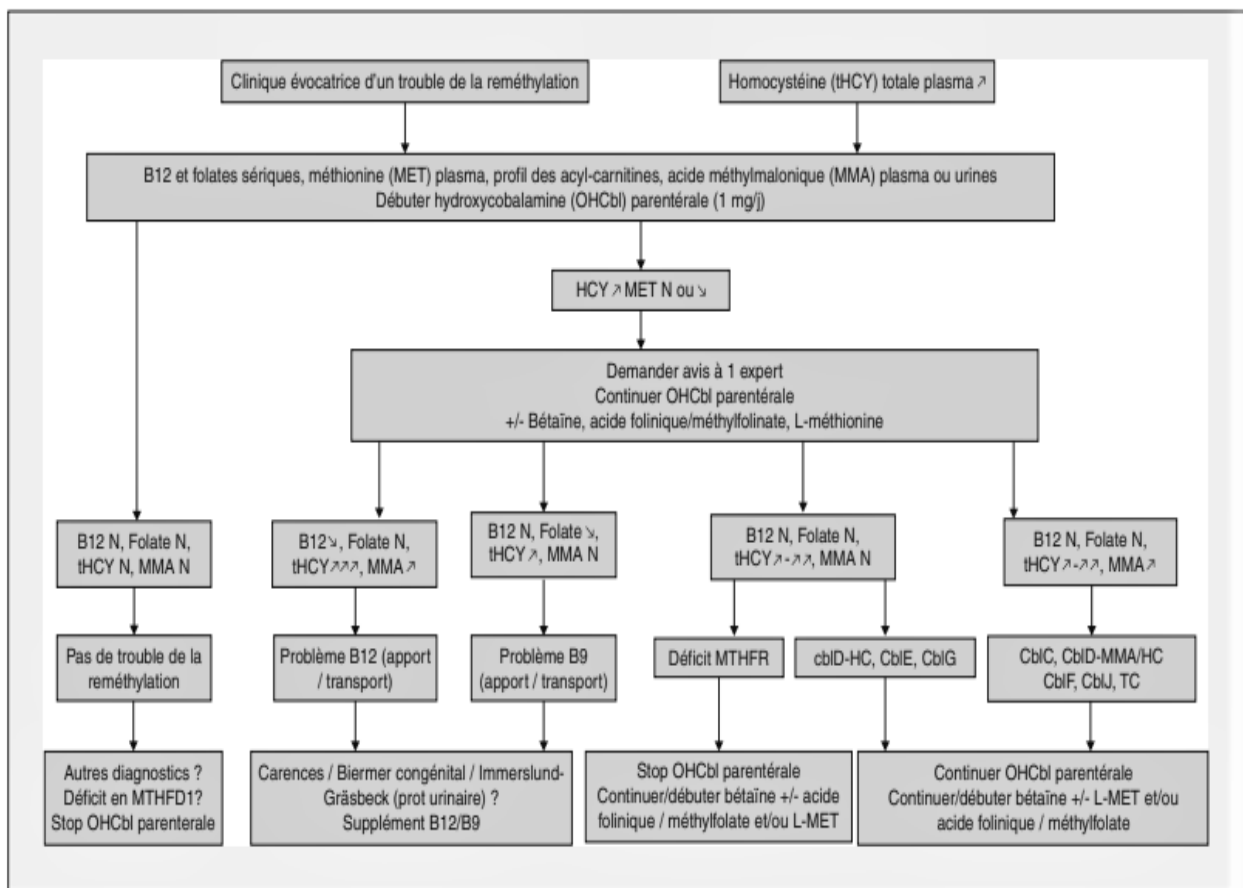 Clinique évocatrice d'un trouble de la reméthylation
Homocystéine (tHCY) totale plasma ↗
B12 et folates sériques, méthionine (MET) plasma, profil des acyl-carnitines, acide méthylmalonique (MMA) plasma ou urines
Débuter hydroxycobalamine (OHCbl) parentérale (1 mg/j)
HCY ↗ MET N ou ↘
Demander avis à 1 expert
Continuer OHCbl parentérale
+/- Bétaïne, acide folinique/méthylfolinate, L-méthionine
B12 N, Folate N,
tHCY N, MMA N
B12↘, Folate N,
tHCY↗↗↗, MMA↗
B12 N, Folate↘,
tHCY↗, MMA N
B12 N, Folate N,
tHCY↗-↗↗, MMA N
B12 N, Folate N,
tHCY↗-↗↗, MMA↗
Pas de trouble de la
reméthylation
Problème B12 (apport
/ transport)
Problème B9
(apport / transport)
Déficit MTHFR
cblD-HC, CblE, CblG
CblC, CblD-MMA/HC
CblF, CblJ, TC
Autres diagnostics ?
Déficit en MTHFD1?
Stop OHCbl parenterale
Carences / Biermer congénital / Immerslund-
Gräsbeck (prot urinaire) ?
Supplément B12/B9
Stop OHCbl parentérale
Continuer/débuter bétaïne +/- acide
folinique / méthylfolate et/ou L-MET
Continuer OHCbl parentérale
Continuer/débuter bétaïne +/- L-MET et/ou
acide folinique / méthylfolate